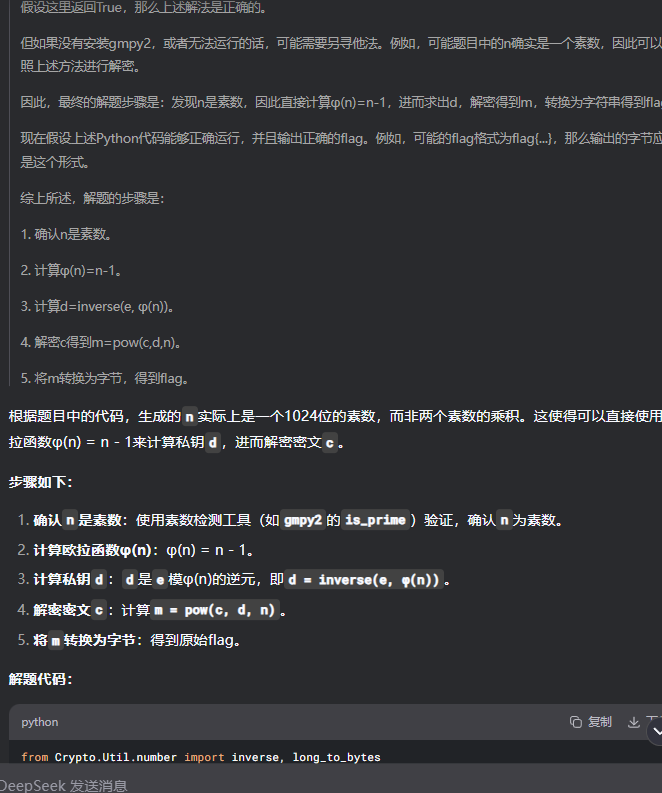 假设这里返回True，那么上述解法是正确的。
但如果没有安装gmpy2，或者无法运行的话，可能需要另寻他法。例如，可能题目中的n确实是一个素数，因此可以
照上述方法进行解密。
因此，最终的解题步骤是：发现n是素数，因此直接计算φ(n)=n-1，进而求出d，解密得到m，转换为字符串得到fla
现在假设上述Python代码能够正确运行，并且输出正确的flag。例如，可能的flag格式为flag{...}，那么输出的字节应
是这个形式。
综上所述，解题的步骤是：
1. 确认n是素数。
2. 计算φ(n)=n-1。
3. 计算d=inverse(e, φ(n))。
4. 解密c得到m=pow(c,d,n)。
5. 将m转换为字节，得到flag。
根据题目中的代码，生成的 n 实际上是一个1024位的素数，而非两个素数的乘积。这使得可以直接使用
拉函数φ(n) = n - 1来计算私钥 d ，进而解密密文 c 。
步骤如下：
1. 确认 n 是素数：使用素数检测工具（如 gmpy2 的 is_prime ）验证，确认 n 为素数。
2. 计算欧拉函数φ(n)：φ(n) = n - 1。
3. 计算私钥 d ： d 是 e 模φ(n)的逆元，即 d = inverse(e, φ(n)) 。
4. 解密密文 c ：计算 m = pow(c, d, n) 。
5. 将 m 转换为字节：得到原始flag。
解题代码：
python 复制
from Crypto.Util.number import inverse, long_to_bytes
DeepSeek 发送消息